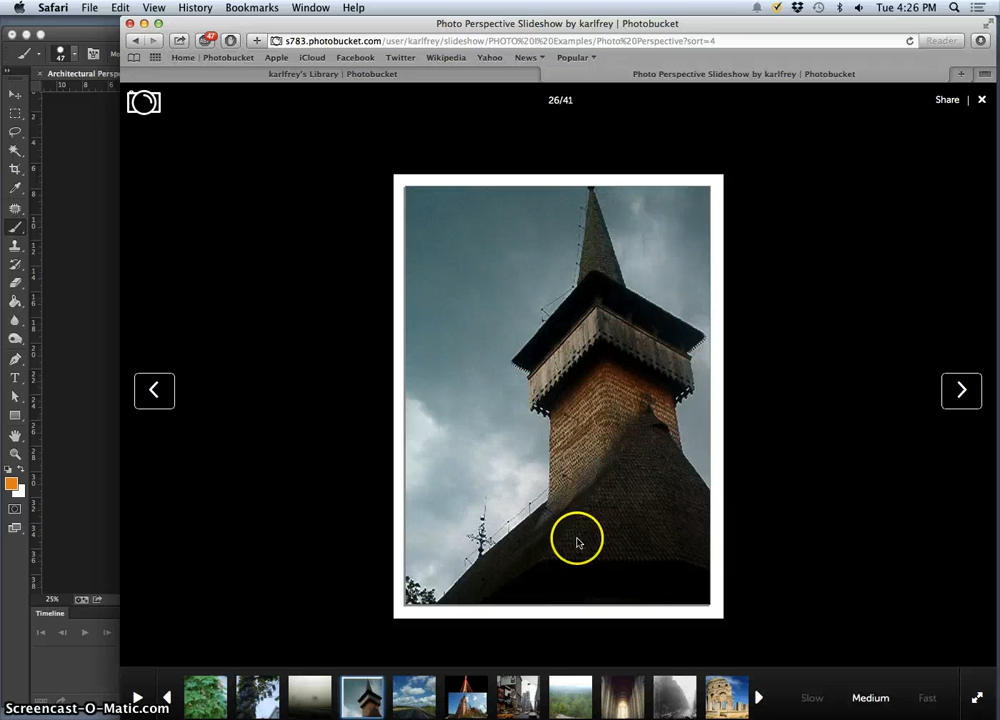 Safari File Edit View History Bookmarks Window Help Tue 4:26 PM
Photo Perspective Slideshow by karlfrey | Photobucket
47 s783.photobucket.com/user/karlfrey/slideshow/PHOTO%20I%20Examples/Photo%20Perspective?sort=4 Reader
47 Home Photobucket Apple iCloud Facebook Twitter Wikipedia Yahoo News Popular
Architectural Persp karlfrey's Library | Photobucket Photo Perspective Slideshow by karlfrey | Photobucket
26/41 Share | ×
25%
Timeline
Slow Medium Fast
Screencast-O-Matic.com